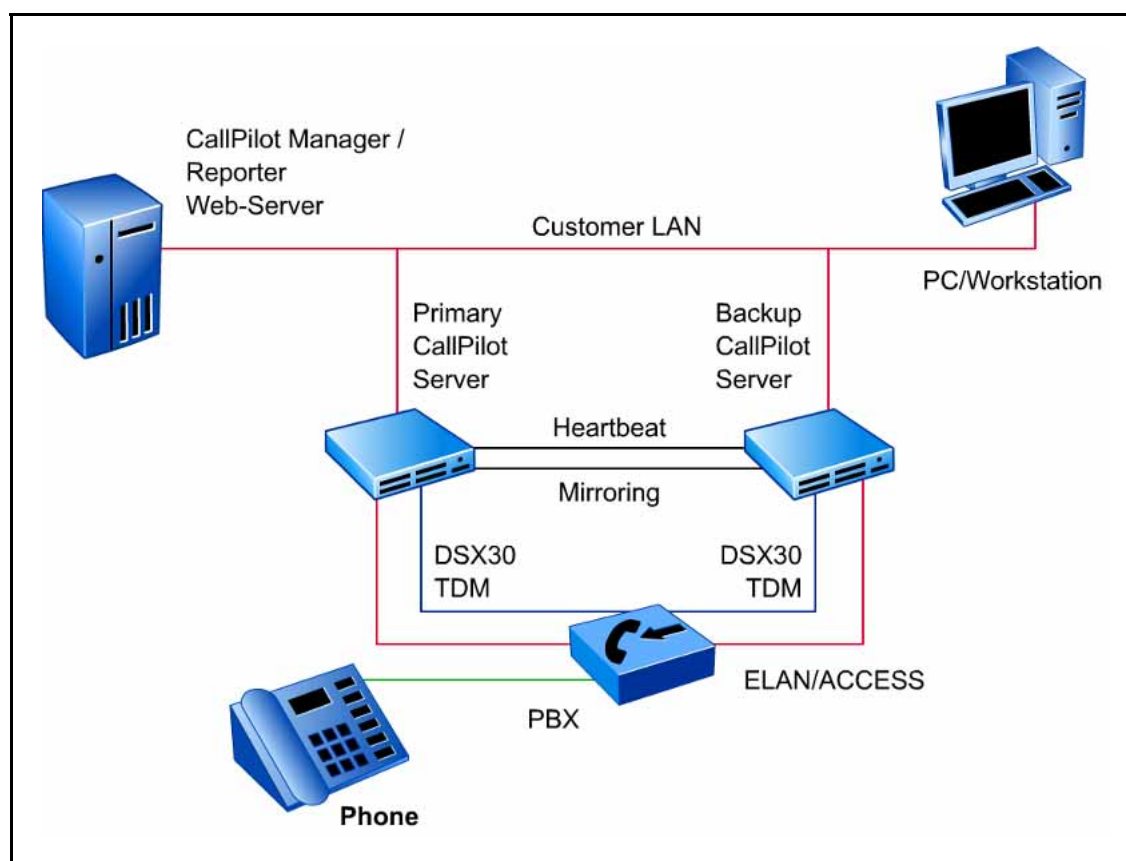 CallPilot Manager /
Reporter
Web-Server
Customer LAN
PC/Workstation
Primary
CallPilot
Server
Backup
CallPilot
Server
Heartbeat
Mirroring
DSX30
TDM
DSX30
TDM
ELAN/ACCESS
PBX
Phone